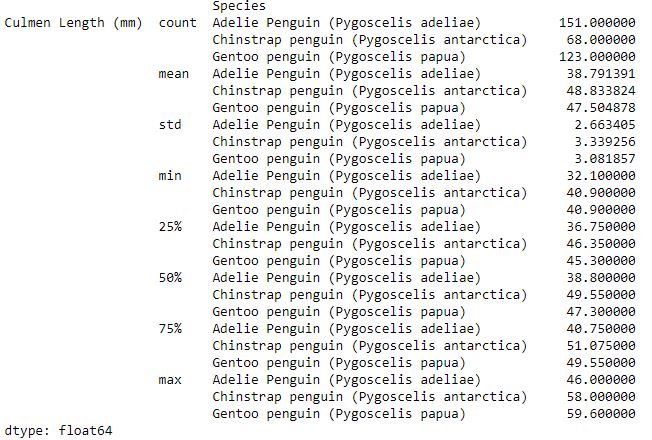 Species
Culmen Length (mm)  count  Adelie Penguin (Pygoscelis adeliae)          151.000000
                           Chinstrap penguin (Pygoscelis antarctica)     68.000000
                           Gentoo penguin (Pygoscelis papua)            123.000000
                    mean   Adelie Penguin (Pygoscelis adeliae)           38.791391
                           Chinstrap penguin (Pygoscelis antarctica)     48.833824
                           Gentoo penguin (Pygoscelis papua)             47.504878
                    std    Adelie Penguin (Pygoscelis adeliae)            2.663405
                           Chinstrap penguin (Pygoscelis antarctica)      3.339256
                           Gentoo penguin (Pygoscelis papua)              3.081857
                    min    Adelie Penguin (Pygoscelis adeliae)           32.100000
                           Chinstrap penguin (Pygoscelis antarctica)     40.900000
                           Gentoo penguin (Pygoscelis papua)             40.900000
                    25%    Adelie Penguin (Pygoscelis adeliae)           36.750000
                           Chinstrap penguin (Pygoscelis antarctica)     46.350000
                           Gentoo penguin (Pygoscelis papua)             45.300000
                    50%    Adelie Penguin (Pygoscelis adeliae)           38.800000
                           Chinstrap penguin (Pygoscelis antarctica)     49.550000
                           Gentoo penguin (Pygoscelis papua)             47.300000
                    75%    Adelie Penguin (Pygoscelis adeliae)           40.750000
                           Chinstrap penguin (Pygoscelis antarctica)     51.075000
                           Gentoo penguin (Pygoscelis papua)             49.550000
                    max    Adelie Penguin (Pygoscelis adeliae)           46.000000
                           Chinstrap penguin (Pygoscelis antarctica)     58.000000
                           Gentoo penguin (Pygoscelis papua)             59.600000
dtype: float64